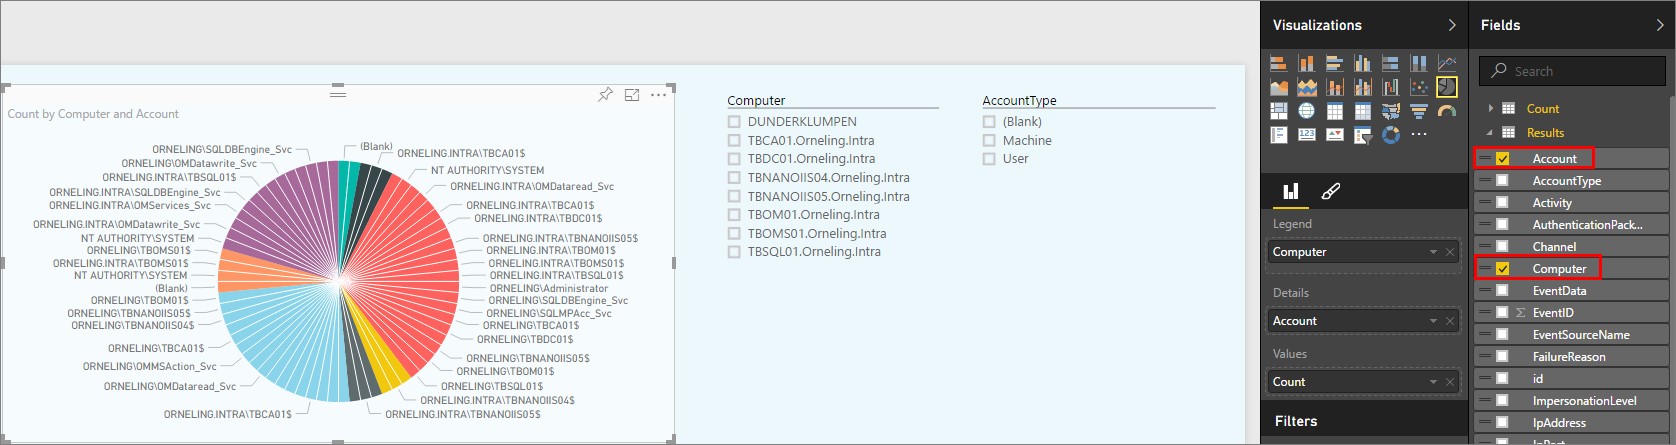 Count by Computer and Account
(Blank)
ORNELING.INTRA\TBCA01$
NT AUTHORITY\SYSTEM
ORNELING.INTRA\OMDataread_Svc
ORNELING.INTRA\TBCA01$
ORNELING.INTRA\TBDC01$
ORNELING.INTRA\TBNANOIIS05$
ORNELING.INTRA\TBOM01$
ORNELING.INTRA\TBOMS01$
ORNELING.INTRA\TBSQL01$
ORNELING\Administrator
ORNELING\SQLDBEngine_Svc
ORNELING\SQLMPAcc_Svc
ORNELING\TBCA01$
ORNELING\TBDC01$
ORNELING\TBNANOIIS05$
ORNELING\TBOM01$
ORNELING\TBSQL01$
ORNELING.INTRA\TBNANOIIS04$
ORNELING.INTRA\TBNANOIIS05$
ORNELING\SQLDBEngine_Svc
ORNELING\OMDatawrite_Svc
ORNELING.INTRA\TBSQL01$
ORNELING.INTRA\SQLDBEngine_Svc
ORNELING.INTRA\OMServices_Svc
ORNELING.INTRA\OMDatawrite_Svc
NT AUTHORITY\SYSTEM
ORNELING\TBOMS01$
ORNELING.INTRA\TBOMS01$
NT AUTHORITY\SYSTEM
(Blank)
ORNELING\TBOM01$
ORNELING\TBNANOIIS05$
ORNELING\TBNANOIIS04$
ORNELING\TBCA01$
ORNELING\OMMSAction_Svc
ORNELING\OMDataread_Svc
ORNELING.INTRA\TBCA01$
Computer
DUNDERKLUMPEN
TBCA01.Orneling.Intra
TBDC01.Orneling.Intra
TBNANOIIS04.Orneling.Intra
TBNANOIIS05.Orneling.Intra
TBOM01.Orneling.Intra
TBOMS01.Orneling.Intra
TBSQL01.Orneling.Intra
AccountType
(Blank)
Machine
User
Visualizations
123
Legend
Computer
Details
Account
Values
Count
Filters
Fields
Search
Count
Results
Account
AccountType
Activity
AuthenticationPack...
Channel
Computer
EventData
Σ EventID
EventSourceName
FailureReason
id
ImpersonationLevel
IpAddress